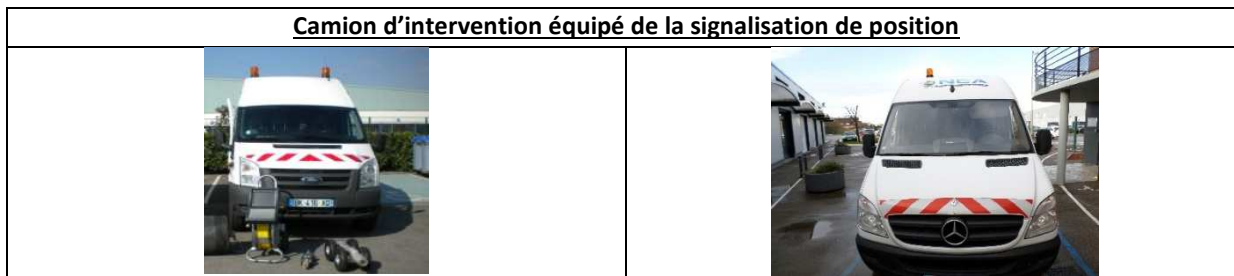 Camion d’intervention équipé de la signalisation de position
NCA